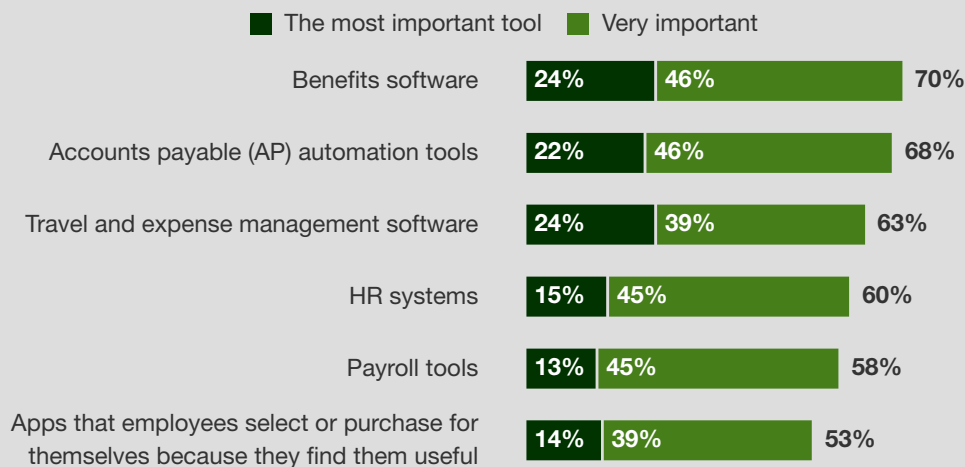 The most important tool Very important
Benefits software 24% 46% 70%
Accounts payable (AP) automation tools 22% 46% 68%
Travel and expense management software 24% 39% 63%
HR systems 15% 45% 60%
Payroll tools 13% 45% 58%
Apps that employees select or purchase for
themselves because they find them useful 14% 39% 53%